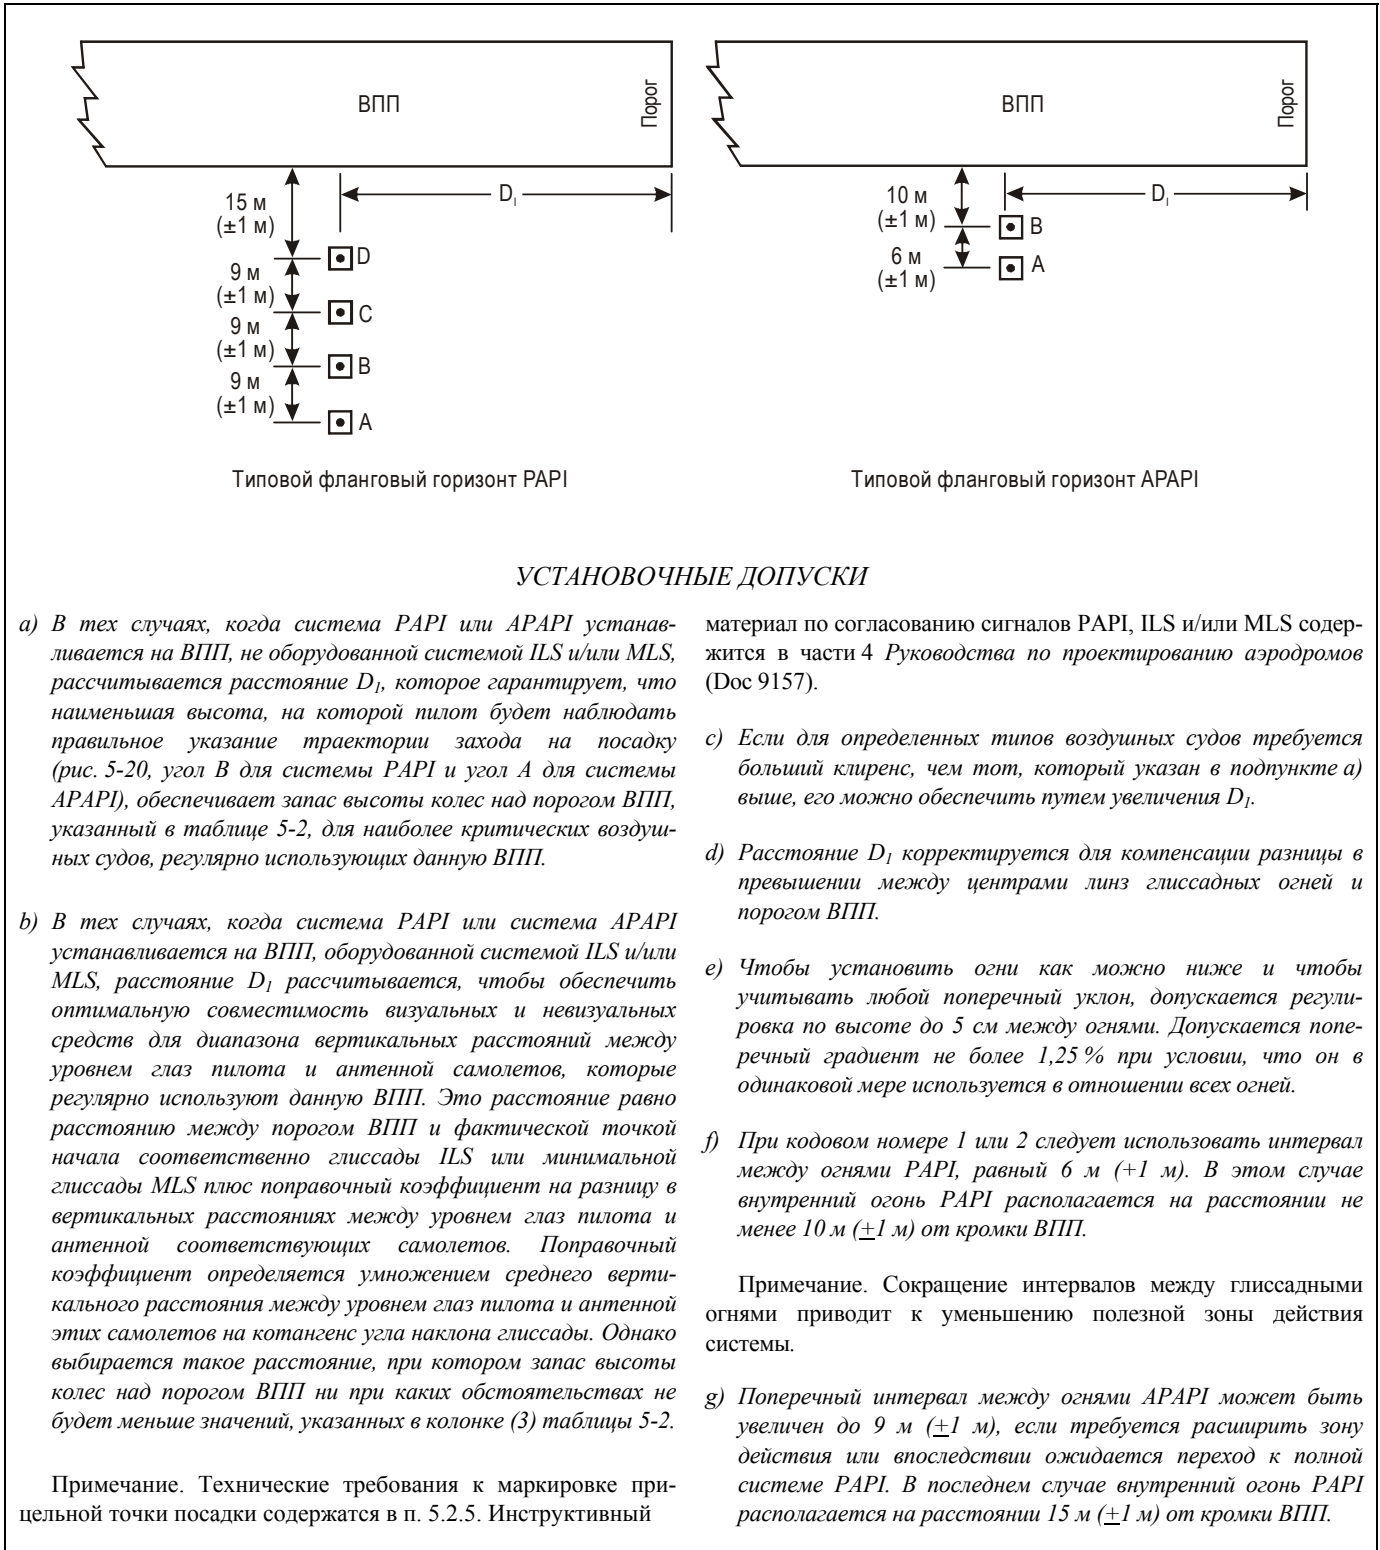 ВПП
Порог
15 м
(±1 м)
D₁
D
9 м
(±1 м)
C
9 м
(±1 м)
B
9 м
(±1 м)
A
Типовой фланговый горизонт PAPI
ВПП
Порог
10 м
(±1 м)
D₁
B
6 м
(±1 м)
A
Типовой фланговый горизонт APAPI
УСТАНОВОЧНЫЕ ДОПУСКИ
a) В тех случаях, когда система PAPI или APAPI устанав-
ливается на ВПП, не оборудованной системой ILS и/или MLS,
рассчитывается расстояние D₁, которое гарантирует, что
наименьшая высота, на которой пилот будет наблюдать
правильное указание траектории захода на посадку
(рис. 5-20, угол B для системы PAPI и угол A для системы
APAPI), обеспечивает запас высоты колес над порогом ВПП,
указанный в таблице 5-2, для наиболее критических воздуш-
ных судов, регулярно использующих данную ВПП.
b) В тех случаях, когда система PAPI или система APAPI
устанавливается на ВПП, оборудованной системой ILS и/или
MLS, расстояние D₁ рассчитывается, чтобы обеспечить
оптимальную совместимость визуальных и невизуальных
средств для диапазона вертикальных расстояний между
уровнем глаз пилота и антенной самолетов, которые
регулярно используют данную ВПП. Это расстояние равно
расстоянию между порогом ВПП и фактической точкой
начала соответственно глиссады ILS или минимальной
глиссады MLS плюс поправочный коэффициент на разницу в
вертикальных расстояниях между уровнем глаз пилота и
антенной соответствующих самолетов. Поправочный
коэффициент определяется умножением среднего верти-
кального расстояния между уровнем глаз пилота и антенной
этих самолетов на котангенс угла наклона глиссады. Однако
выбирается такое расстояние, при котором запас высоты
колес над порогом ВПП ни при каких обстоятельствах не
будет меньше значений, указанных в колонке (3) таблицы 5-2.
Примечание. Технические требования к маркировке при-
цельной точки посадки содержатся в п. 5.2.5. Инструктивный
материал по согласованию сигналов PAPI, ILS и/или MLS содер-
жится в части 4 Руководства по проектированию аэродромов
(Doc 9157).
c) Если для определенных типов воздушных судов требуется
больший клиренс, чем тот, который указан в подпункте a)
выше, его можно обеспечить путем увеличения D₁.
d) Расстояние D₁ корректируется для компенсации разницы в
превышении между центрами линз глиссадных огней и
порогом ВПП.
e) Чтобы установить огни как можно ниже и чтобы
учитывать любой поперечный уклон, допускается регули-
ровка по высоте до 5 см между огнями. Допускается попе-
речный градиент не более 1,25 % при условии, что он в
одинаковой мере используется в отношении всех огней.
f) При кодовом номере 1 или 2 следует использовать интервал
между огнями PAPI, равный 6 м (+1 м). В этом случае
внутренний огонь PAPI располагается на расстоянии не
менее 10 м (±1 м) от кромки ВПП.
Примечание. Сокращение интервалов между глиссадными
огнями приводит к уменьшению полезной зоны действия
системы.
g) Поперечный интервал между огнями APAPI может быть
увеличен до 9 м (±1 м), если требуется расширить зону
действия или впоследствии ожидается переход к полной
системе PAPI. В последнем случае внутренний огонь PAPI
располагается на расстоянии 15 м (±1 м) от кромки ВПП.